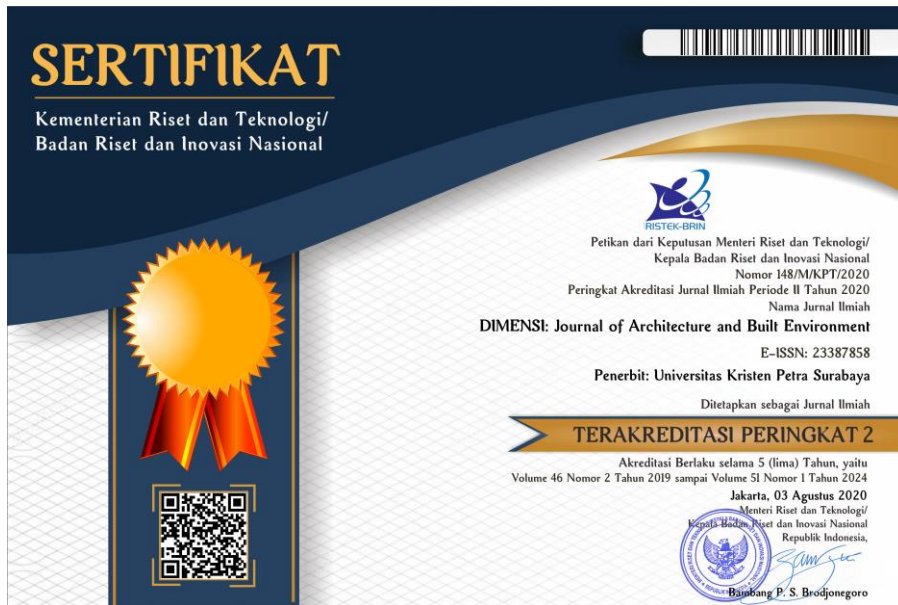 SERTIFIKAT
Kementerian Riset dan Teknologi/
Badan Riset dan Inovasi Nasional
RISTEK-BRIN
Petikan dari Keputusan Menteri Riset dan Teknologi/
Kepala Badan Riset dan Inovasi Nasional
Nomor 148/M/KPT/2020
Peringkat Akreditasi Jurnal Ilmiah Periode II Tahun 2020
Nama Jurnal Ilmiah
DIMENSI: Journal of Architecture and Built Environment
E-ISSN: 23387858
Penerbit: Universitas Kristen Petra Surabaya
Ditetapkan sebagai Jurnal Ilmiah
TERAKREDITASI PERINGKAT 2
Akreditasi Berlaku selama 5 (lima) Tahun, yaitu
Volume 46 Nomor 2 Tahun 2019 sampai Volume 51 Nomor 1 Tahun 2024
Jakarta, 03 Agustus 2020
Menteri Riset dan Teknologi/
Kepala Badan Riset dan Inovasi Nasional
Republik Indonesia,
Bambang P. S. Brodjonegoro